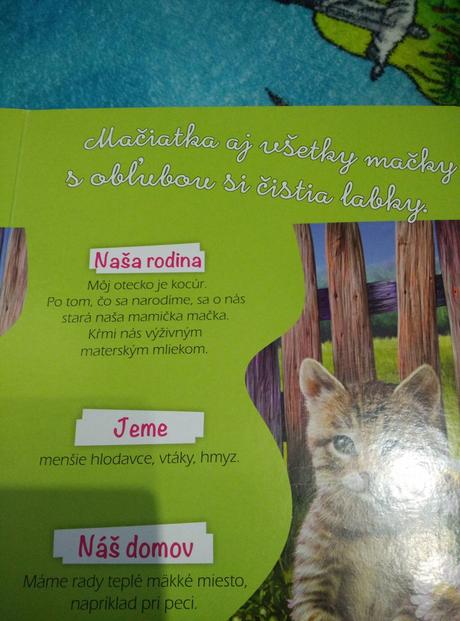 Mačiatka aj všetky mačky
s obľubou si čistia labky.
Naša rodina
Môj otecko je kocúr.
Po tom, čo sa narodíme, sa o nás
stará naša mamička mačka.
Kŕmi nás výživným
materským mliekom.
Jeme
menšie hlodavce, vtáky, hmyz.
Náš domov
Máme rady teplé mäkké miesto,
napríklad pri peci.